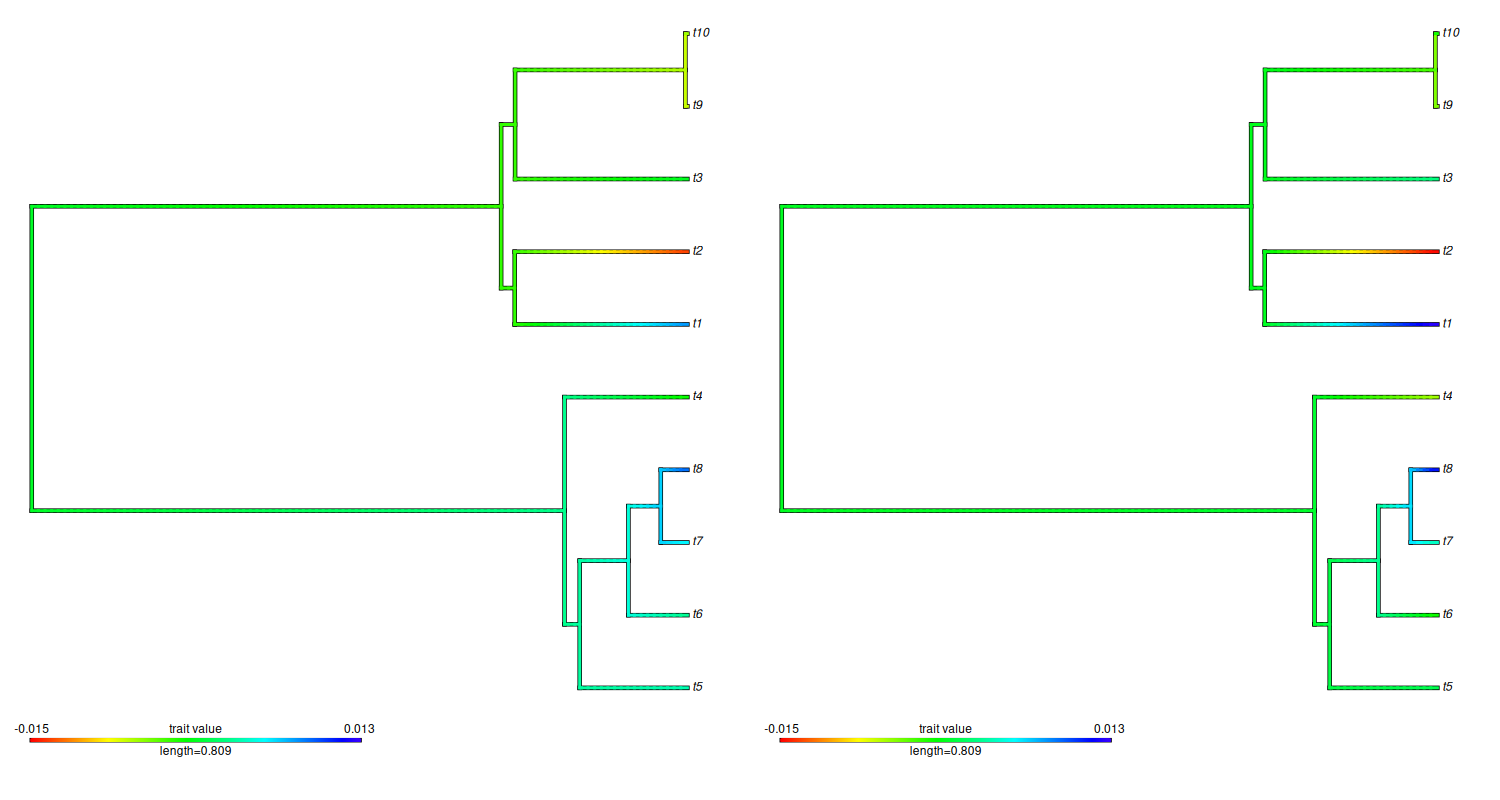 t10
t9
t3
t2
t1
t4
t8
t7
t6
t5
-0.015 trait value 0.013
length=0.809
t10
t9
t3
t2
t1
t4
t8
t7
t6
t5
-0.015 trait value 0.013
length=0.809